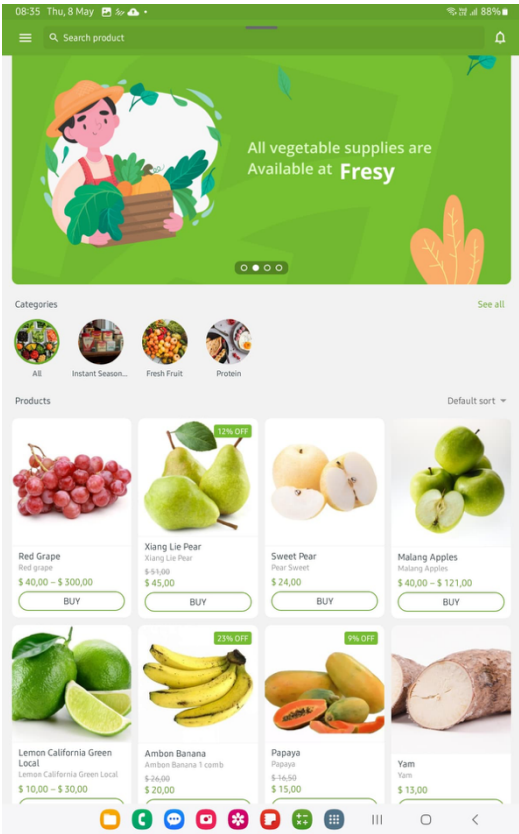 08:35 Thu, 8 May
88%
Search product
All vegetable supplies are
Available at Fresy
Categories
See all
All
Instant Season...
Fresh Fruit
Protein
Products
Default sort
12% OFF
Red Grape
Red grape
$ 40,00 – $ 300,00
BUY
Xiang Lie Pear
Xiang Lie Pear
$ 51,00
$ 45,00
BUY
Sweet Pear
Pear Sweet
$ 24,00
BUY
Malang Apples
Malang Apples
$ 40,00 – $ 121,00
BUY
23% OFF
9% OFF
Lemon California Green
Local
Lemon California Green Local
$ 10,00 – $ 30,00
Ambon Banana
Ambon Banana 1 comb
$ 26,00
$ 20,00
Papaya
Papaya
$ 16,50
$ 15,00
Yam
Yam
$ 13,00